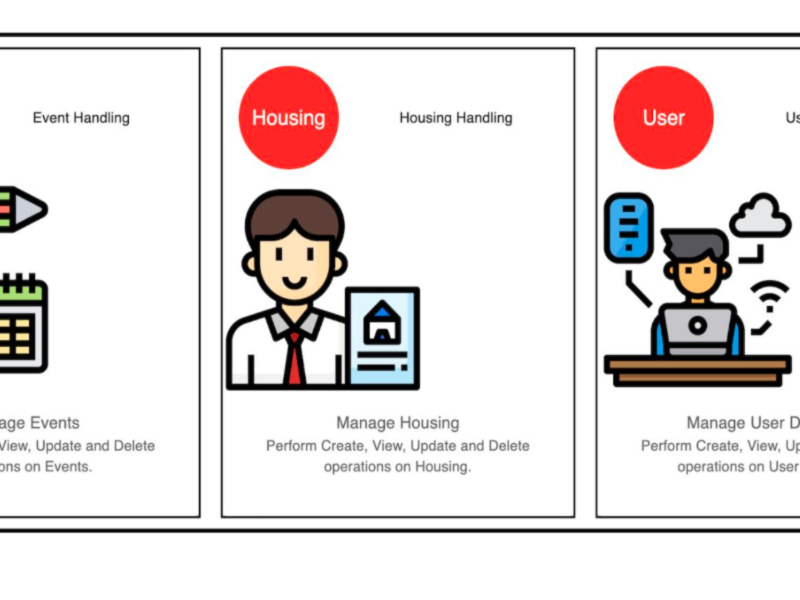 Event Handling
age Events
View, Update and Delete
ons on Events.
Housing
Housing Handling
Manage Housing
Perform Create, View, Update and Delete
operations on Housing.
User
Us
Manage User D
Perform Create, View, Up
operations on User